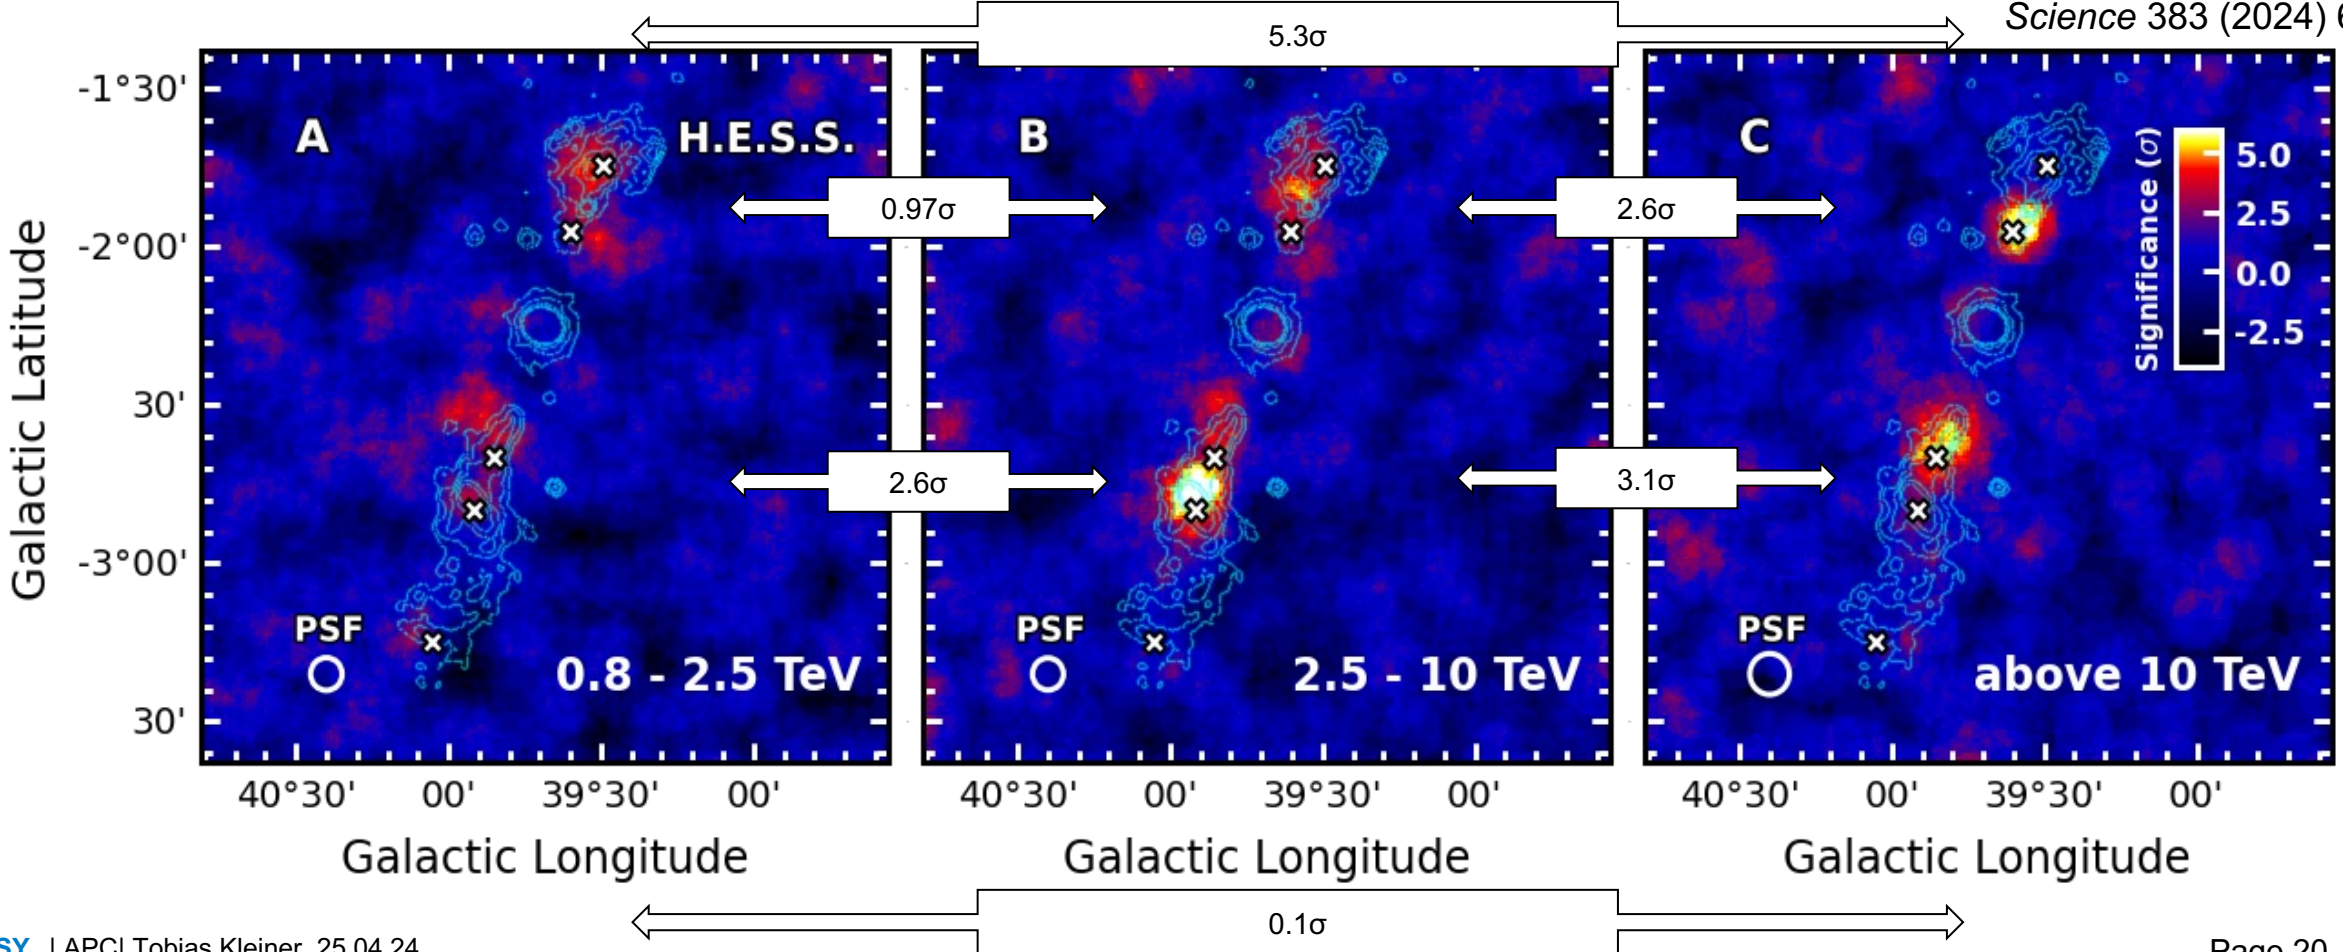 5.3σ
Science 383 (2024) 6
-1°30'
-2°00'
30'
-3°00'
30'
Galactic Latitude
A
H.E.S.S.
B
C
Significance (σ)
5.0
2.5
0.0
-2.5
0.97σ
2.6σ
2.6σ
3.1σ
PSF
0.8 - 2.5 TeV
PSF
2.5 - 10 TeV
PSF
above 10 TeV
40°30' 00' 39°30' 00'
40°30' 00' 39°30' 00'
40°30' 00' 39°30' 00'
Galactic Longitude
Galactic Longitude
Galactic Longitude
0.1σ
SY | APC| Tobias Kleiner, 25.04.24
Page 20